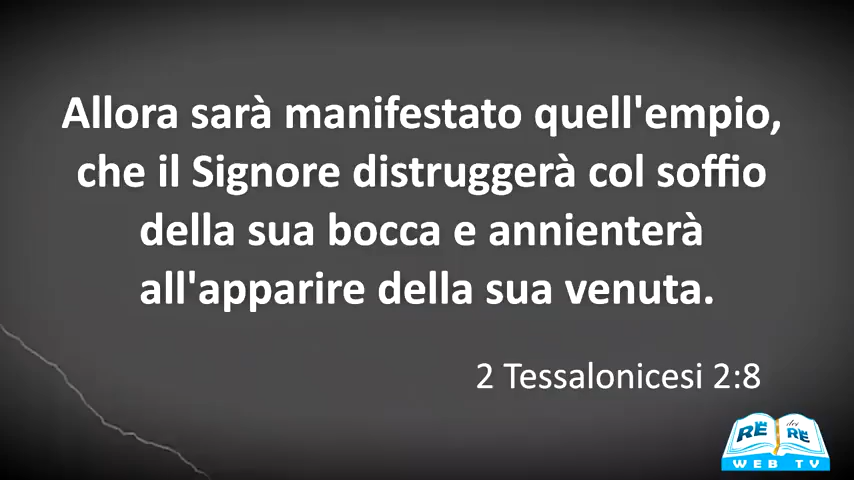 Allora sarà manifestato quell'empio,
che il Signore distruggerà col soffio
della sua bocca e annienterà
all'apparire della sua venuta.
2 Tessalonicesi 2:8
RE dei RE
WEB TV